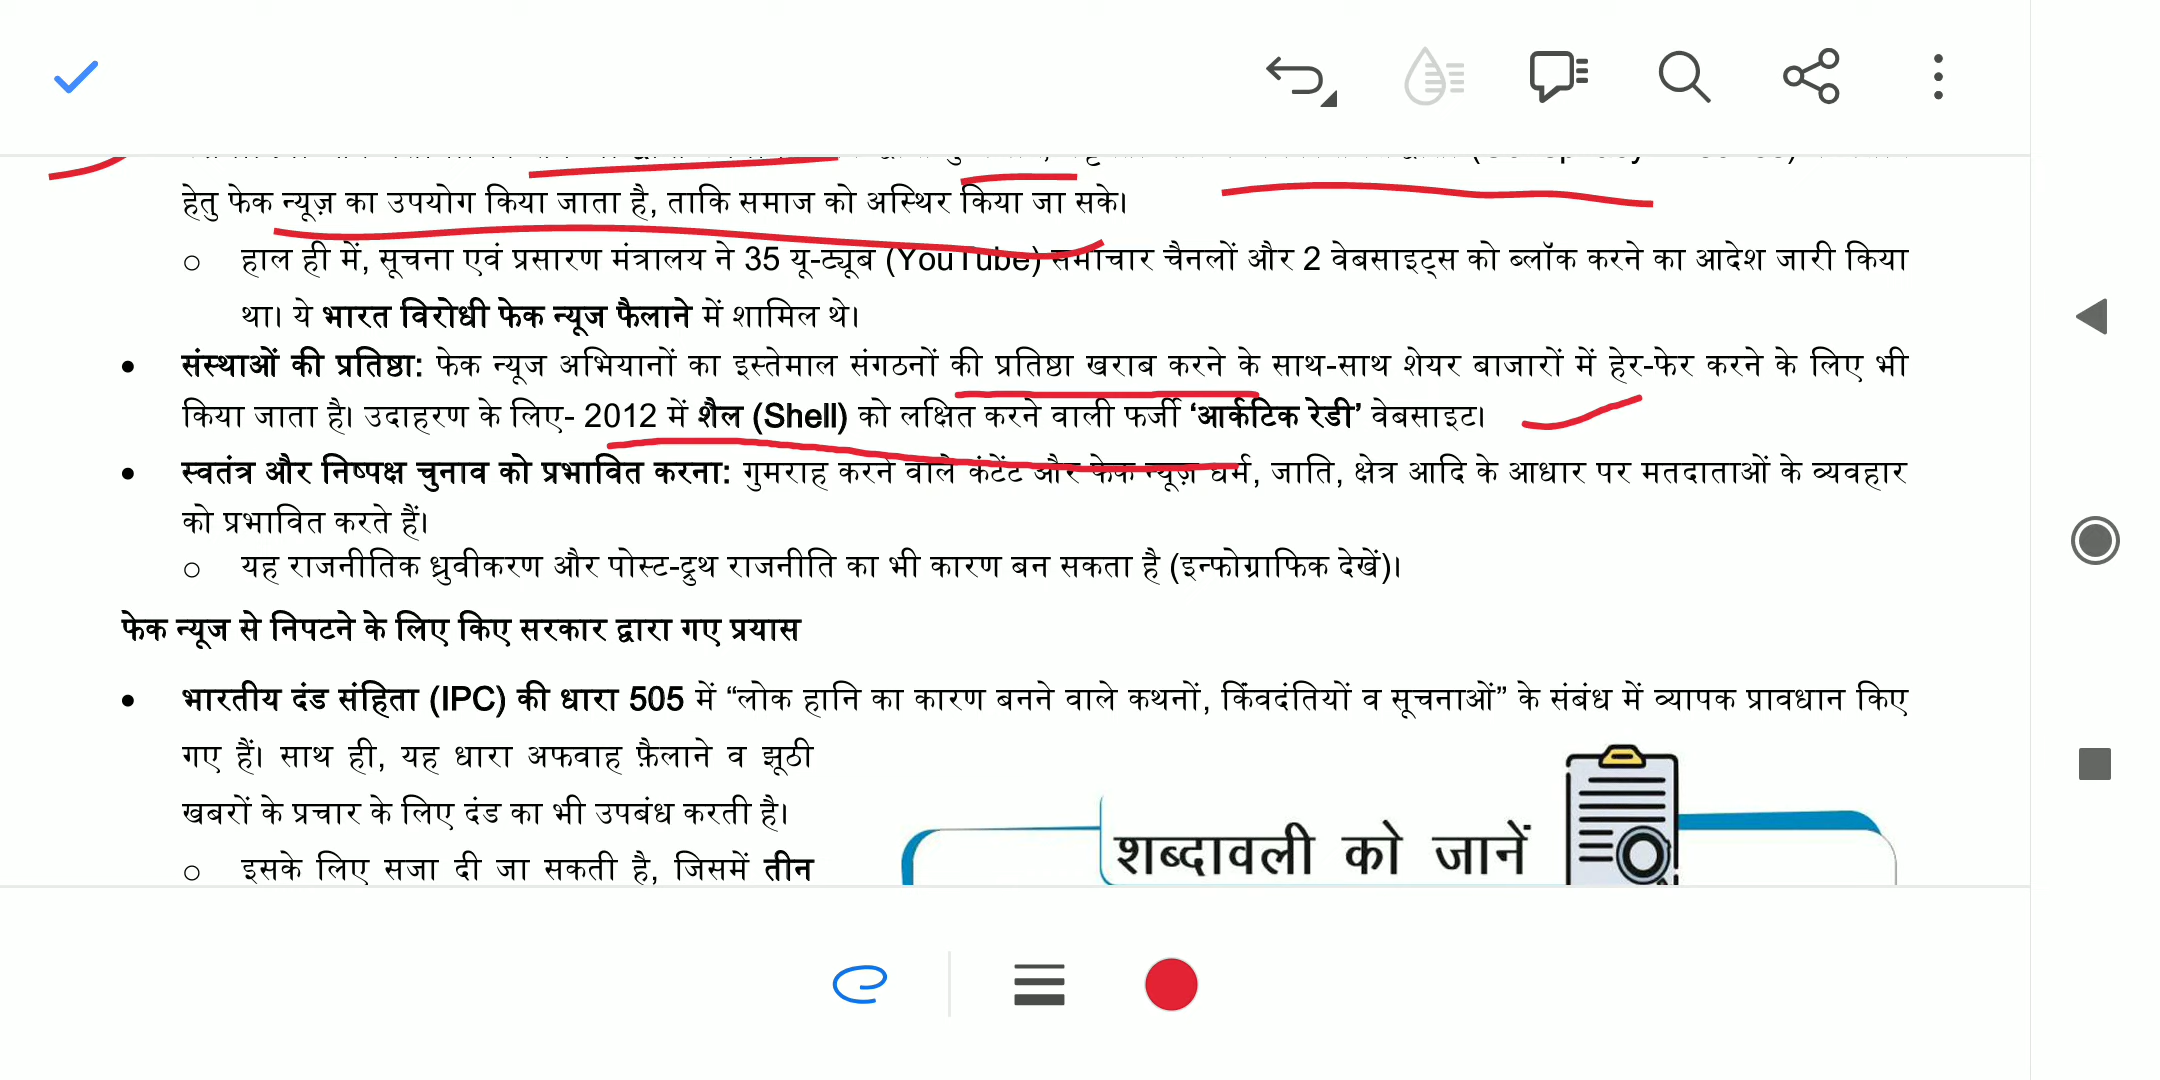 हेतु फेक न्यूज़ का उपयोग किया जाता है, ताकि समाज को अस्थिर किया जा सके।
○ हाल ही में, सूचना एवं प्रसारण मंत्रालय ने 35 यू-ट्यूब (YouTube) समाचार चैनलों और 2 वेबसाइट्स को ब्लॉक करने का आदेश जारी किया
था। ये भारत विरोधी फेक न्यूज फैलाने में शामिल थे।
• संस्थाओं की प्रतिष्ठा: फेक न्यूज अभियानों का इस्तेमाल संगठनों की प्रतिष्ठा खराब करने के साथ-साथ शेयर बाजारों में हेर-फेर करने के लिए भी
किया जाता है। उदाहरण के लिए- 2012 में शैल (Shell) को लक्षित करने वाली फर्जी ‘आर्कटिक रेडी’ वेबसाइट।
• स्वतंत्र और निष्पक्ष चुनाव को प्रभावित करना: गुमराह करने वाले कंटेंट और फेक न्यूज़ धर्म, जाति, क्षेत्र आदि के आधार पर मतदाताओं के व्यवहार
को प्रभावित करते हैं।
○ यह राजनीतिक ध्रुवीकरण और पोस्ट-ट्रुथ राजनीति का भी कारण बन सकता है (इन्फोग्राफिक देखें)।
फेक न्यूज से निपटने के लिए किए सरकार द्वारा गए प्रयास
• भारतीय दंड संहिता (IPC) की धारा 505 में “लोक हानि का कारण बनने वाले कथनों, किंवदंतियों व सूचनाओं” के संबंध में व्यापक प्रावधान किए
गए हैं। साथ ही, यह धारा अफवाह फ़ैलाने व झूठी
खबरों के प्रचार के लिए दंड का भी उपबंध करती है।
○ इसके लिए सजा दी जा सकती है, जिसमें तीन
शब्दावली को जानें